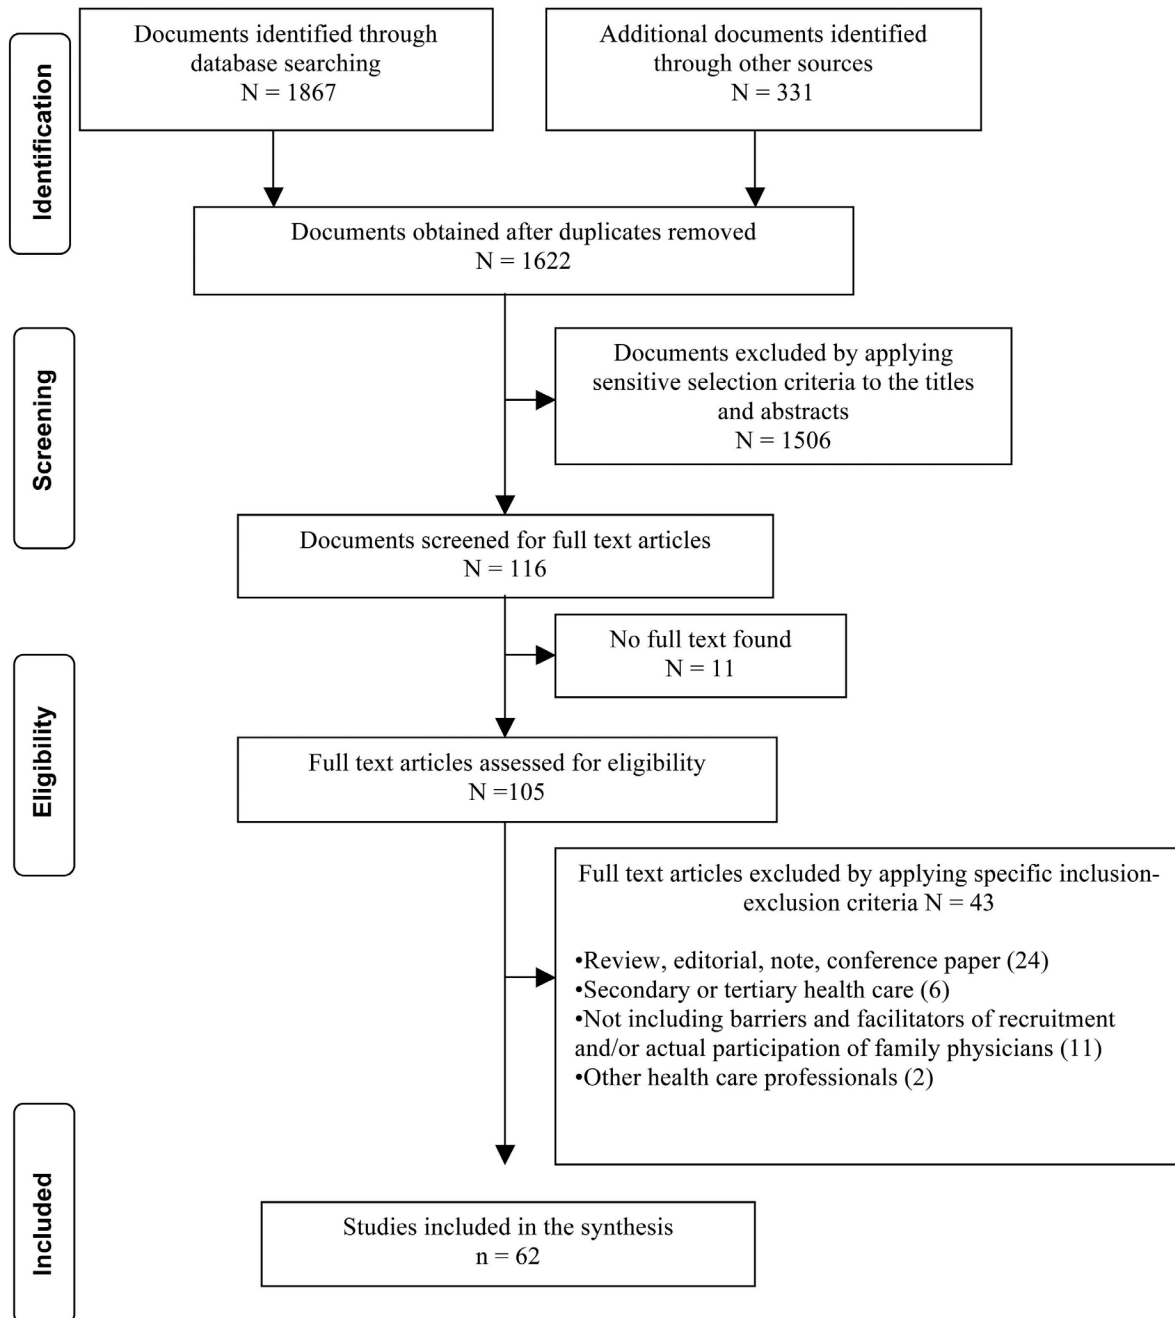 Identification
Documents identified through
database searching
N = 1867
Additional documents identified
through other sources
N = 331
Documents obtained after duplicates removed
N = 1622
Screening
Documents excluded by applying
sensitive selection criteria to the titles
and abstracts
N = 1506
Documents screened for full text articles
N = 116
No full text found
N = 11
Eligibility
Full text articles assessed for eligibility
N =105
Full text articles excluded by applying specific inclusion-
exclusion criteria N = 43
•Review, editorial, note, conference paper (24)
•Secondary or tertiary health care (6)
•Not including barriers and facilitators of recruitment
and/or actual participation of family physicians (11)
•Other health care professionals (2)
Included
Studies included in the synthesis
n = 62